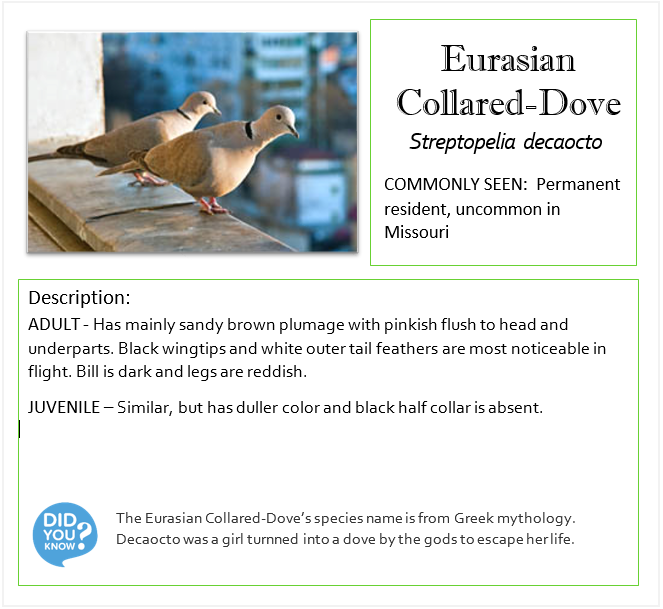 Eurasian
Collared-Dove
Streptopelia decaocto
COMMONLY SEEN: Permanent
resident, uncommon in
Missouri
Description:
ADULT - Has mainly sandy brown plumage with pinkish flush to head and
underparts. Black wingtips and white outer tail feathers are most noticeable in
flight. Bill is dark and legs are reddish.
JUVENILE – Similar, but has duller color and black half collar is absent.
DID
YOU
KNOW?
The Eurasian Collared-Dove's species name is from Greek mythology.
Decaocto was a girl turnned into a dove by the gods to escape her life.